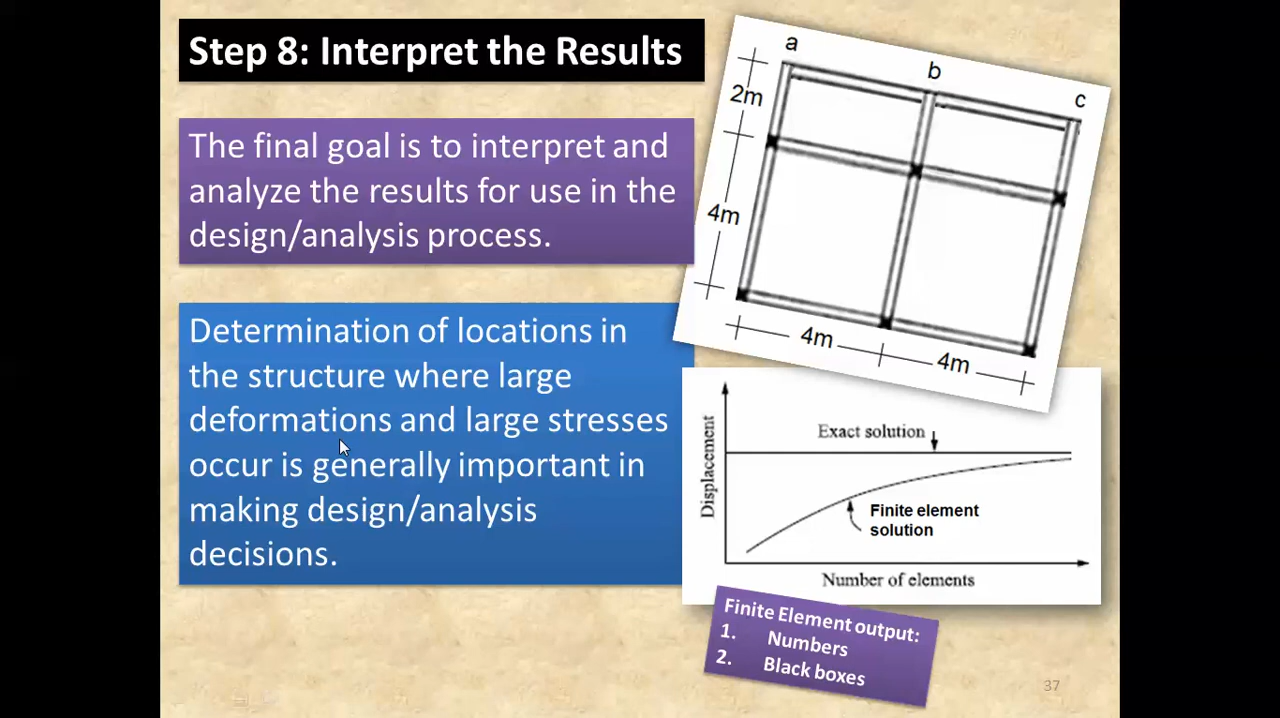 Step 8: Interpret the Results
The final goal is to interpret and
analyze the results for use in the
design/analysis process.
Determination of locations in
the structure where large
deformations and large stresses
occur is generally important in
making design/analysis
decisions.
a
b
c
2m
4m
4m
4m
Exact solution
Displacement
Finite element
solution
Number of elements
Finite Element output:
1. Numbers
2. Black boxes
37